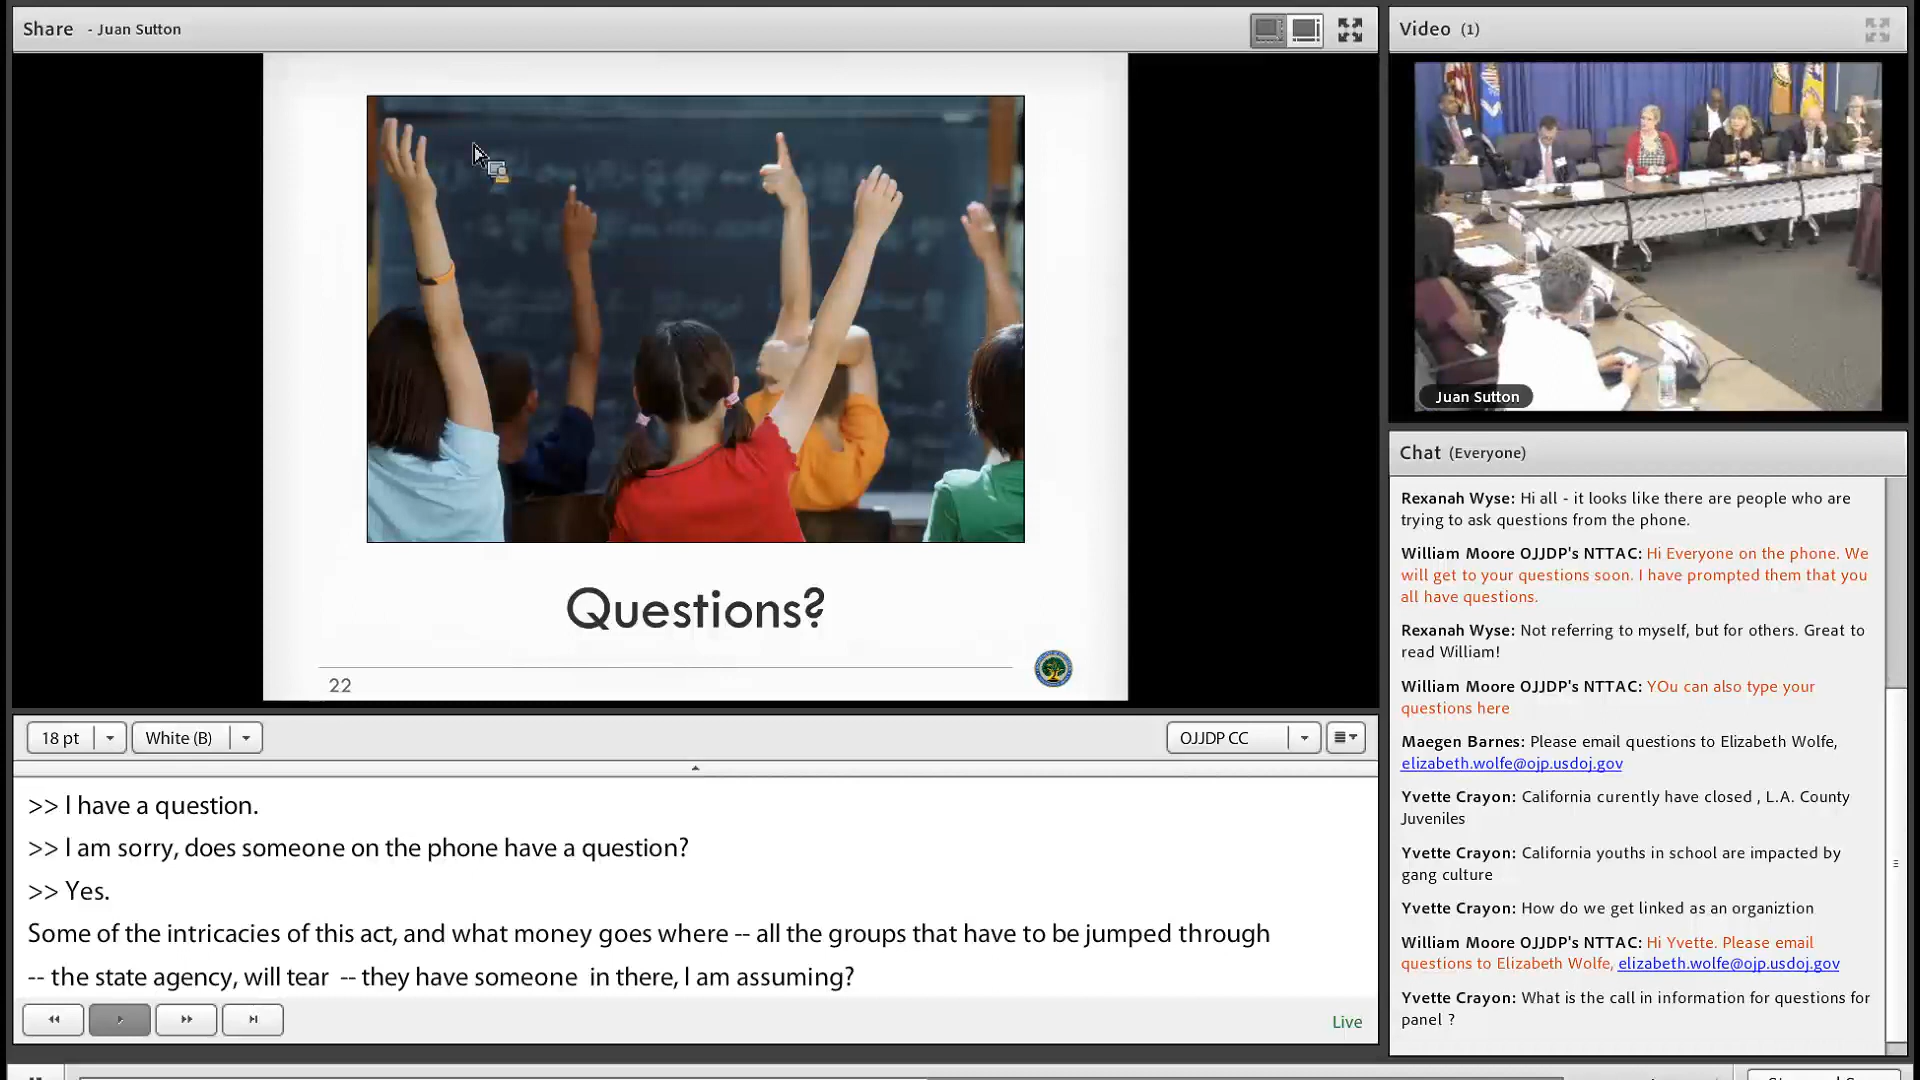 Share - Juan Sutton
Questions?
22
18 pt
White (B)
OJJDP CC
>> I have a question.
>> I am sorry, does someone on the phone have a question?
>> Yes.
Some of the intricacies of this act, and what money goes where -- all the groups that have to be jumped through
-- the state agency, will tear -- they have someone in there, I am assuming?
Live
Video (1)
Juan Sutton
Chat (Everyone)
Rexanah Wyse: Hi all - it looks like there are people who are
trying to ask questions from the phone.
William Moore OJJDP's NTTAC: Hi Everyone on the phone. We
will get to your questions soon. I have prompted them that you
all have questions.
Rexanah Wyse: Not referring to myself, but for others. Great to
read William!
William Moore OJJDP's NTTAC: YOu can also type your
questions here
Maegen Barnes: Please email questions to Elizabeth Wolfe,
elizabeth.wolfe@ojp.usdoj.gov
Yvette Crayon: California curently have closed , L.A. County
Juveniles
Yvette Crayon: California youths in school are impacted by
gang culture
Yvette Crayon: How do we get linked as an organiztion
William Moore OJJDP's NTTAC: Hi Yvette. Please email
questions to Elizabeth Wolfe, elizabeth.wolfe@ojp.usdoj.gov
Yvette Crayon: What is the call in information for questions for
panel ?